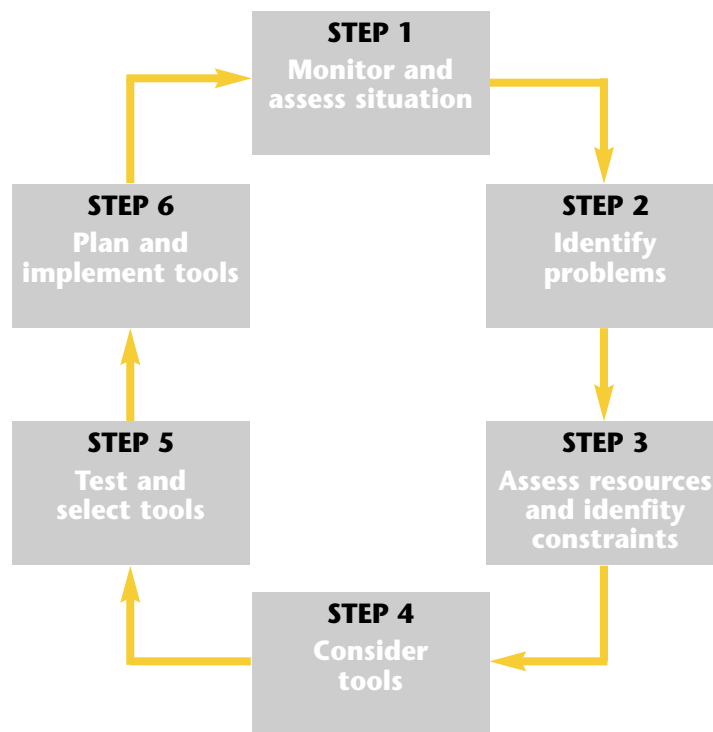 STEP 1
Monitor and
assess situation
STEP 2
Identify
problems
STEP 3
Assess resources
and idenfity
constraints
STEP 4
Consider
tools
STEP 5
Test and
select tools
STEP 6
Plan and
implement tools